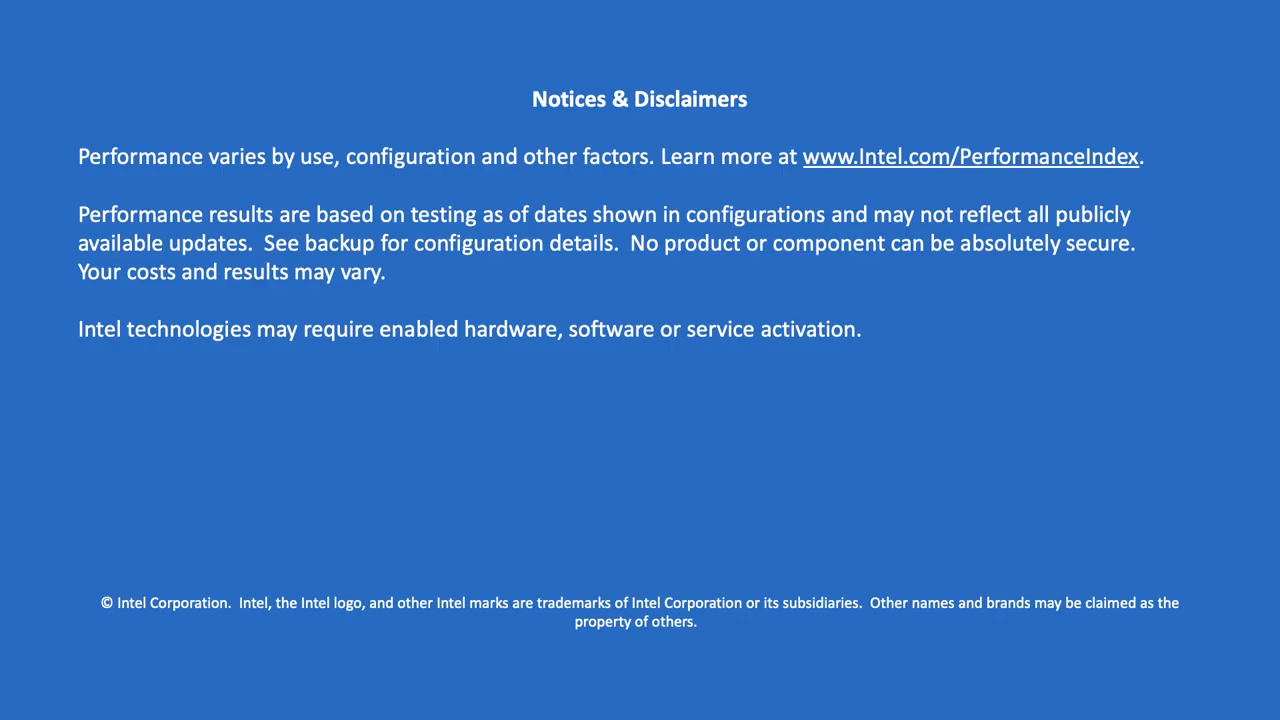 Notices & Disclaimers
Performance varies by use, configuration and other factors. Learn more at www.Intel.com/PerformanceIndex.
Performance results are based on testing as of dates shown in configurations and may not reflect all publicly
available updates.  See backup for configuration details.  No product or component can be absolutely secure.
Your costs and results may vary.
Intel technologies may require enabled hardware, software or service activation.
© Intel Corporation.  Intel, the Intel logo, and other Intel marks are trademarks of Intel Corporation or its subsidiaries.  Other names and brands may be claimed as the
property of others.